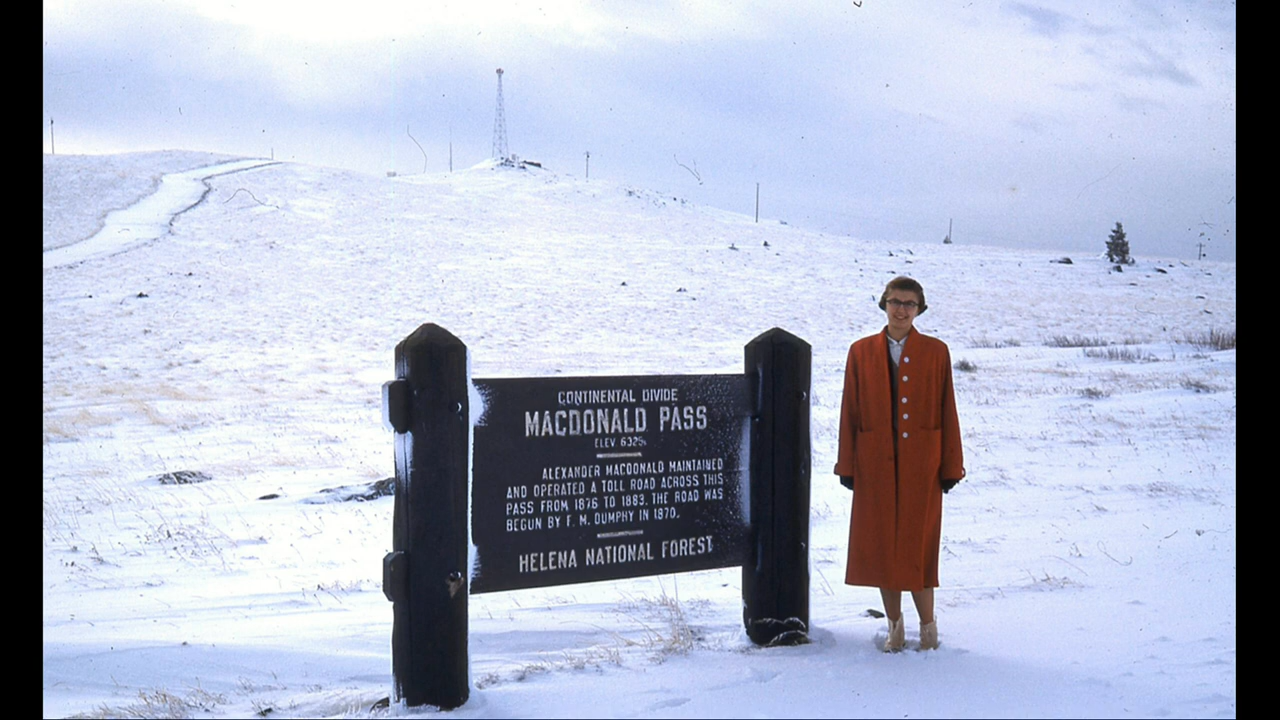 CONTINENTAL DIVIDE
MACDONALD PASS
ELEV. 6325
ALEXANDER MACDONALD MAINTAINED
AND OPERATED A TOLL ROAD ACROSS THIS
PASS FROM 1876 TO 1883. THE ROAD WAS
BEGUN BY F. M. DUMPHY IN 1870.
HELENA NATIONAL FOREST